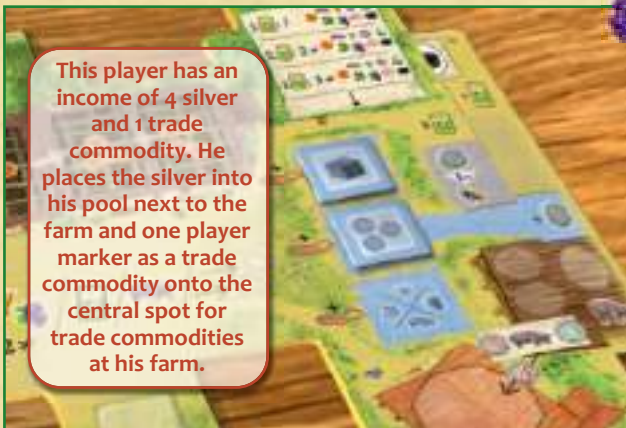 This player has an
income of 4 silver
and 1 trade
commodity. He
places the silver into
his pool next to the
farm and one player
marker as a trade
commodity onto the
central spot for
trade commodities
at his farm.